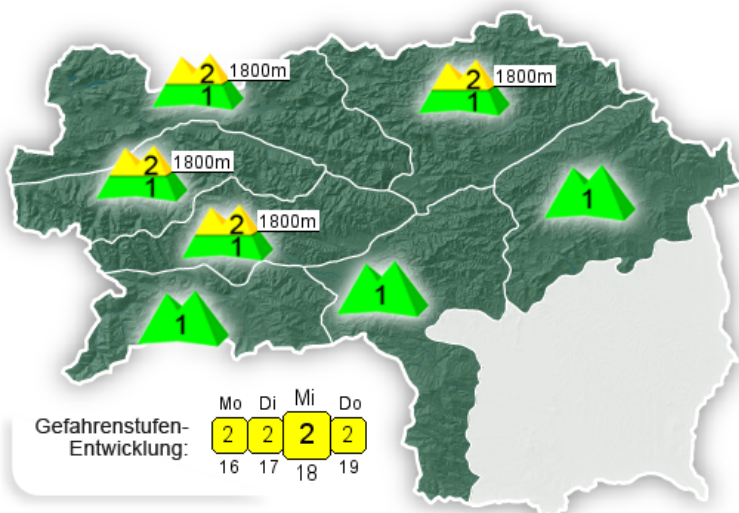 2 1800m
1
2 1800m
1
2 1800m
1
1
2 1800m
1
1
1
Gefahrenstufen-
Entwicklung:
Mo Di Mi Do
2 2 2 2
16 17 18 19